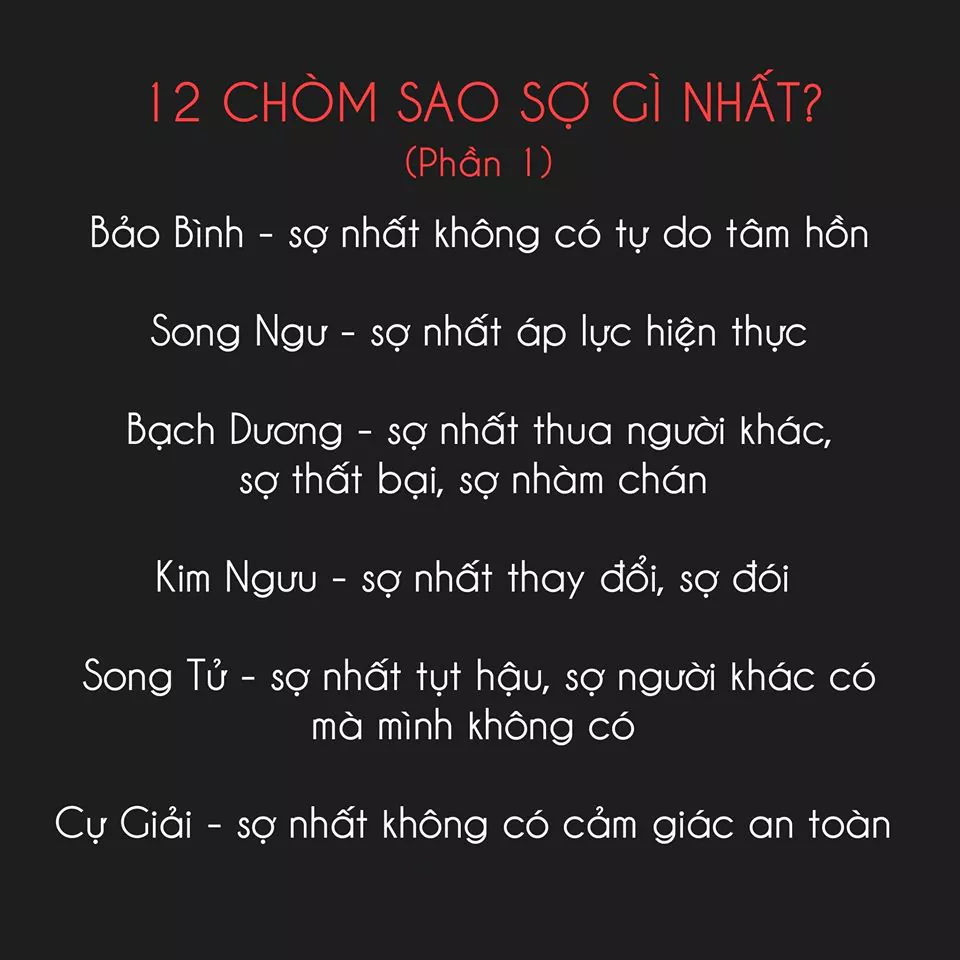 12 CHÒM SAO SỢ GÌ NHẤT?
(Phần 1)
Bảo Bình - sợ nhất không có tự do tâm hồn
Song Ngư - sợ nhất áp lực hiện thực
Bạch Dương - sợ nhất thua người khác,
sợ thất bại, sợ nhàm chán
Kim Ngưu - sợ nhất thay đổi, sợ đói
Song Tử - sợ nhất tụt hậu, sợ người khác có
mà mình không có
Cự Giải - sợ nhất không có cảm giác an toàn